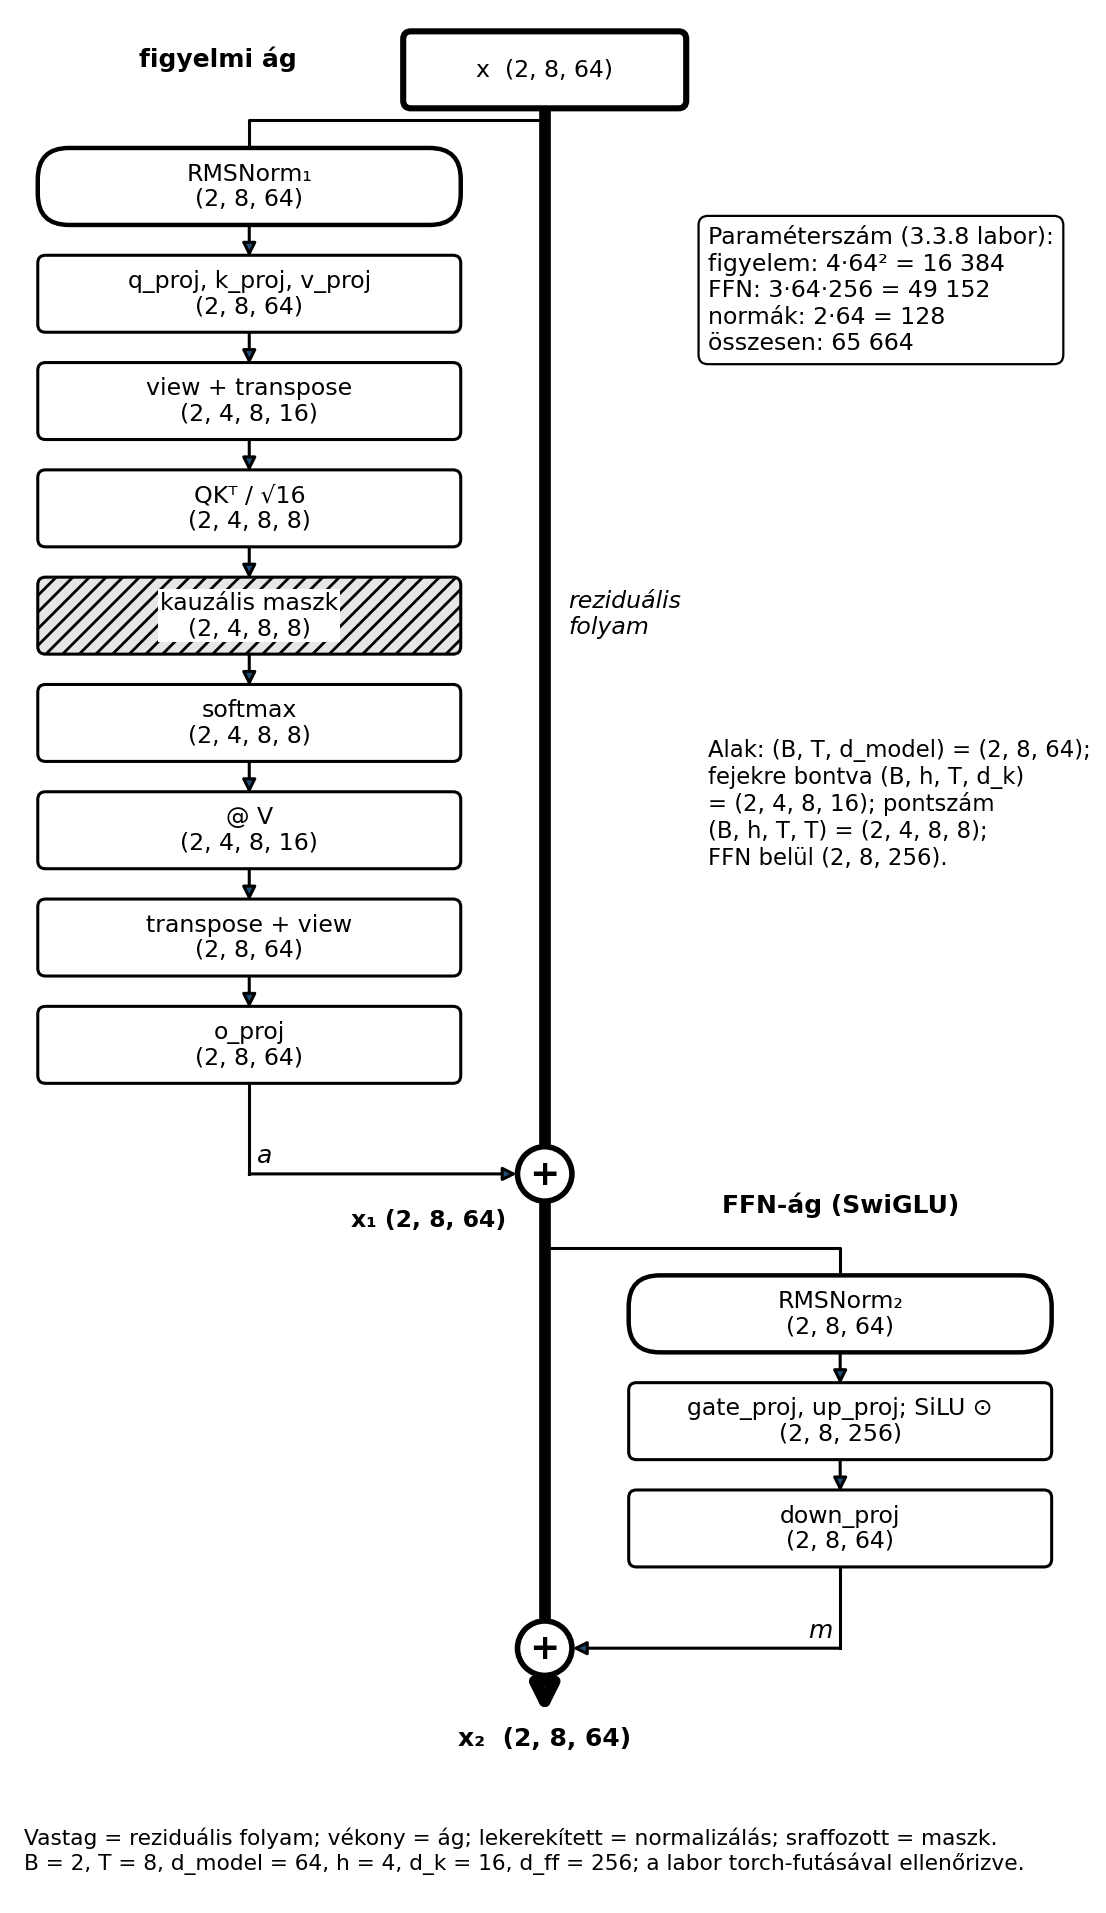 figyelmi ág
x (2, 8, 64)
RMSNorm₁
(2, 8, 64)
q_proj, k_proj, v_proj
(2, 8, 64)
view + transpose
(2, 4, 8, 16)
QKᵀ / √16
(2, 4, 8, 8)
kauzális maszk
(2, 4, 8, 8)
softmax
(2, 4, 8, 8)
@ V
(2, 4, 8, 16)
transpose + view
(2, 8, 64)
o_proj
(2, 8, 64)
a
+
x₁ (2, 8, 64)
Paraméterszám (3.3.8 labor):
figyelem: 4·64² = 16 384
FFN: 3·64·256 = 49 152
normák: 2·64 = 128
összesen: 65 664
reziduális
folyam
Alak: (B, T, d_model) = (2, 8, 64);
fejekre bontva (B, h, T, d_k)
= (2, 4, 8, 16); pontszám
(B, h, T, T) = (2, 4, 8, 8);
FFN belül (2, 8, 256).
FFN-ág (SwiGLU)
RMSNorm₂
(2, 8, 64)
gate_proj, up_proj; SiLU ⊙
(2, 8, 256)
down_proj
(2, 8, 64)
m
+
x₂ (2, 8, 64)
Vastag = reziduális folyam; vékony = ág; lekerekített = normalizálás; sraffozott = maszk.
B = 2, T = 8, d_model = 64, h = 4, d_k = 16, d_ff = 256; a labor torch-futásával ellenőrizve.